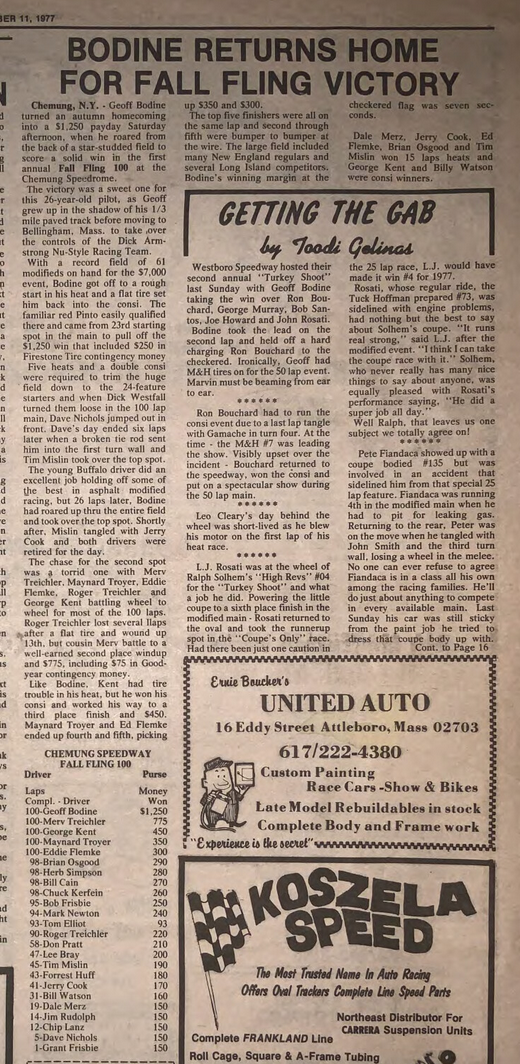 BER 11, 1977
BODINE RETURNS HOME
FOR FALL FLING VICTORY
Chemung, N.Y. - Geoff Bodine
turned an autumn homecoming
into a $1,250 payday Saturday
afternoon, when he roared from
the back of a star-studded field to
score a solid win in the first
annual Fall Fling 100 at the
Chemung Speedrome.
The victory was a sweet one for
this 26-year-old pilot, as Geoff
grew up in the shadow of his 1/3
mile paved track before moving to
Bellingham, Mass. to take over
the controls of the Dick Arm-
strong Nu-Style Racing Team.
With a record field of 61
modifieds on hand for the $7,000
event, Bodine got off to a rough
start in his heat and a flat tire set
him back into the consi. The
familiar red Pinto easily qualified
there and came from 23rd starting
spot in the main to pull off the
$1,250 win that included $250 in
Firestone Tire contingency money
Five heats and a double consi
were required to trim the huge
field down to the 24-feature
starters and when Dick Westfall
turned them loose in the 100 lap
main, Dave Nichols jumped out in
front. Dave's day ended six laps
later when a broken tie rod sent
him into the first turn wall and
Tim Mislin took over the top spot.
The young Buffalo driver did an
excellent job holding off some of
the best in asphalt modified
racing, but 26 laps later, Bodine
had roared up thru the entire field
and took over the top spot. Shortly
after, Mislin tangled with Jerry
Cook and both drivers were
retired for the day.
The chase for the second spot
was a torrid one with Merv
Treichler, Maynard Troyer, Eddie
Flemke, Roger Treichler and
George Kent battling wheel to
wheel for most of the 100 laps.
Roger Treichler lost several llaps
after a flat tire and wound up
13th, but cousin Merv battle to a
well-earned second place windup
and $775, including $75 in Good-
year contingency money.
Like Bodine, Kent had tire
trouble in his heat, but he won his
consi and worked his way to a
third place finish and $450.
Maynard Troyer and Ed Flemke
ended up fourth and fifth, picking
up $350 and $300.
The top five finishers were all on
the same lap and second through
fifth were bumper to bumper at
the wire. The large field included
many New England regulars and
several Long Island competitors.
Bodine's winning margin at the
checkered flag was seven sec-
conds.
Dale Merz, Jerry Cook, Ed
Flemke, Brian Osgood and Tim
Mislin won 15 laps heats and
George Kent and Billy Watson
were consi winners.
CHEMUNG SPEEDWAY
FALL FLING 100
Driver Purse
Laps Money
Compl. - Driver Won
100-Geoff Bodine $1,250
100-Merv Treichler 775
100-George Kent 450
100-Maynard Troyer 350
100-Eddie Flemke 300
98-Brian Osgood 290
98-Herb Simpson 280
98-Bill Cain 270
98-Chuck Kerfein 260
95-Bob Frisbie 250
94-Mark Newton 240
93-Tom Elliot 93
90-Roger Treichler 220
58-Don Pratt 210
47-Lee Bray 200
45-Tim Mislin 190
43-Forrest Huff 180
41-Jerry Cook 170
31-Bill Watson 160
19-Dale Merz 150
14-Jim Rudolph 150
12-Chip Lanz 150
5-Dave Nichols 150
1-Grant Frisbie 150
GETTING THE GAB
by Toodi Gelinas
Westboro Speedway hosted their
second annual "Turkey Shoot"
last Sunday with Geoff Bodine
taking the win over Ron Bou-
chard, George Murray, Bob San-
tos, Joe Howard and John Rosati.
Bodine took the lead on the
second lap and held off a hard
charging Ron Bouchard to the
checkered. Ironically, Geoff had
M&H tires on for the 50 lap event.
Marvin must be beaming from ear
to ear.
******
Ron Bouchard had to run the
consi event due to a last lap tangle
with Gamache in turn four. At the
time - the M&H #7 was leading
the show. Visibly upset over the
incident - Bouchard returned to
the speedway, won the consi and
put on a spectacular show during
the 50 lap main.
******
Leo Cleary's day behind the
wheel was short-lived as he blew
his motor on the first lap of his
heat race.
******
L.J. Rosati was at the wheel of
Ralph Solhem's "High Revs" #04
for the "Turkey Shoot" and what
a job he did. Powering the little
coupe to a sixth place finish in the
modified main - Rosati returned to
the oval and took the runnerup
spot in the "Coupe's Only" race.
Had there been just one caution in
the 25 lap race, L.J. would have
made it win #4 for 1977.
Rosati, whose regular ride, the
Tuck Hoffman prepared #73, was
sidelined with engine problems,
had nothing but the best to say
about Solhem's coupe. "It runs
real strong," said L.J. after the
modified event. "I think I can take
the coupe race with it." Solhem,
who never really has many nice
things to say about anyone, was
equally pleased with Rosati's
performance saying, "He did a
super job all day."
Well Ralph, that leaves us one
subject we totally agree on!
******
Pete Fiandaca showed up with a
coupe bodied #135 but was
involved in an accident that
sidelined him from that special 25
lap feature. Fiandaca was running
4th in the modified main when he
had to pit for leaking gas.
Returning to the rear, Peter was
on the move when he tangled with
John Smith and the third turn
wall, losing a wheel in the melee.
No one can ever refuse to agree
Fiandaca is in a class all his own
among the racing families. He'll
do just about anything to compete
in every available main. Last
Sunday his car was still sticky
from the paint job he tried to
dress that coupe body up with.
Cont. to Page 16
Ernie Boucher's
UNITED AUTO
16 Eddy Street Attleboro, Mass 02703
617/222-4380
Custom Painting
Race Cars -Show & Bikes
Late Model Rebuildables in stock
Complete Body and Frame work
"Experience is the secret"
KOSZELA
SPEED
The Most Trusted Name In Auto Racing
Offers Oval Trackers Complete Line Speed Parts
Northeast Distributor For
CARRERA Suspension Units
Complete FRANKLAND Line
Roll Cage, Square & A-Frame Tubing